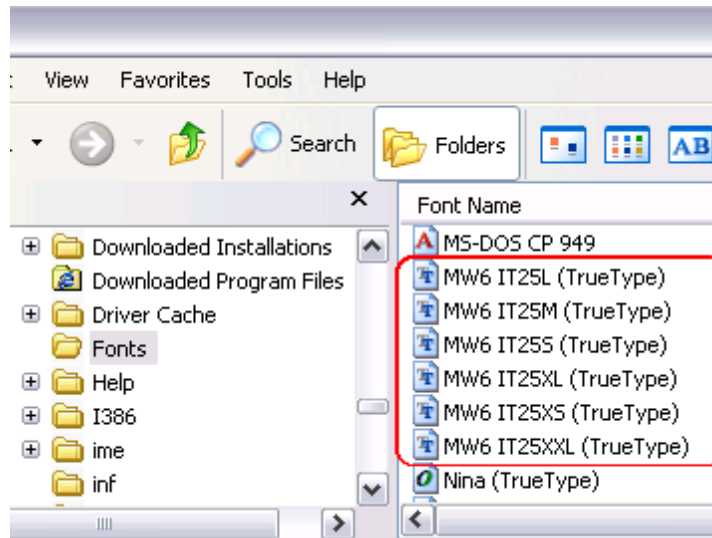 View Favorites Tools Help
Search Folders AB
Font Name
Downloaded Installations
Downloaded Program Files
Driver Cache
Fonts
Help
I386
ime
inf
MS-DOS CP 949
MW6 IT25L (TrueType)
MW6 IT25M (TrueType)
MW6 IT25S (TrueType)
MW6 IT25XL (TrueType)
MW6 IT25XS (TrueType)
MW6 IT25XXL (TrueType)
Nina (TrueType)